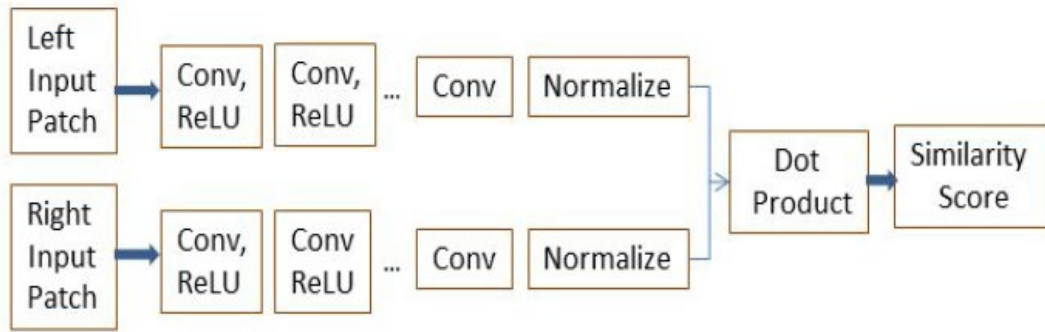 Left
Input
Patch
Conv,
ReLU
Conv,
ReLU
...
Conv
Normalize
Right
Input
Patch
Conv,
ReLU
Conv
ReLU
...
Conv
Normalize
Dot
Product
Similarity
Score